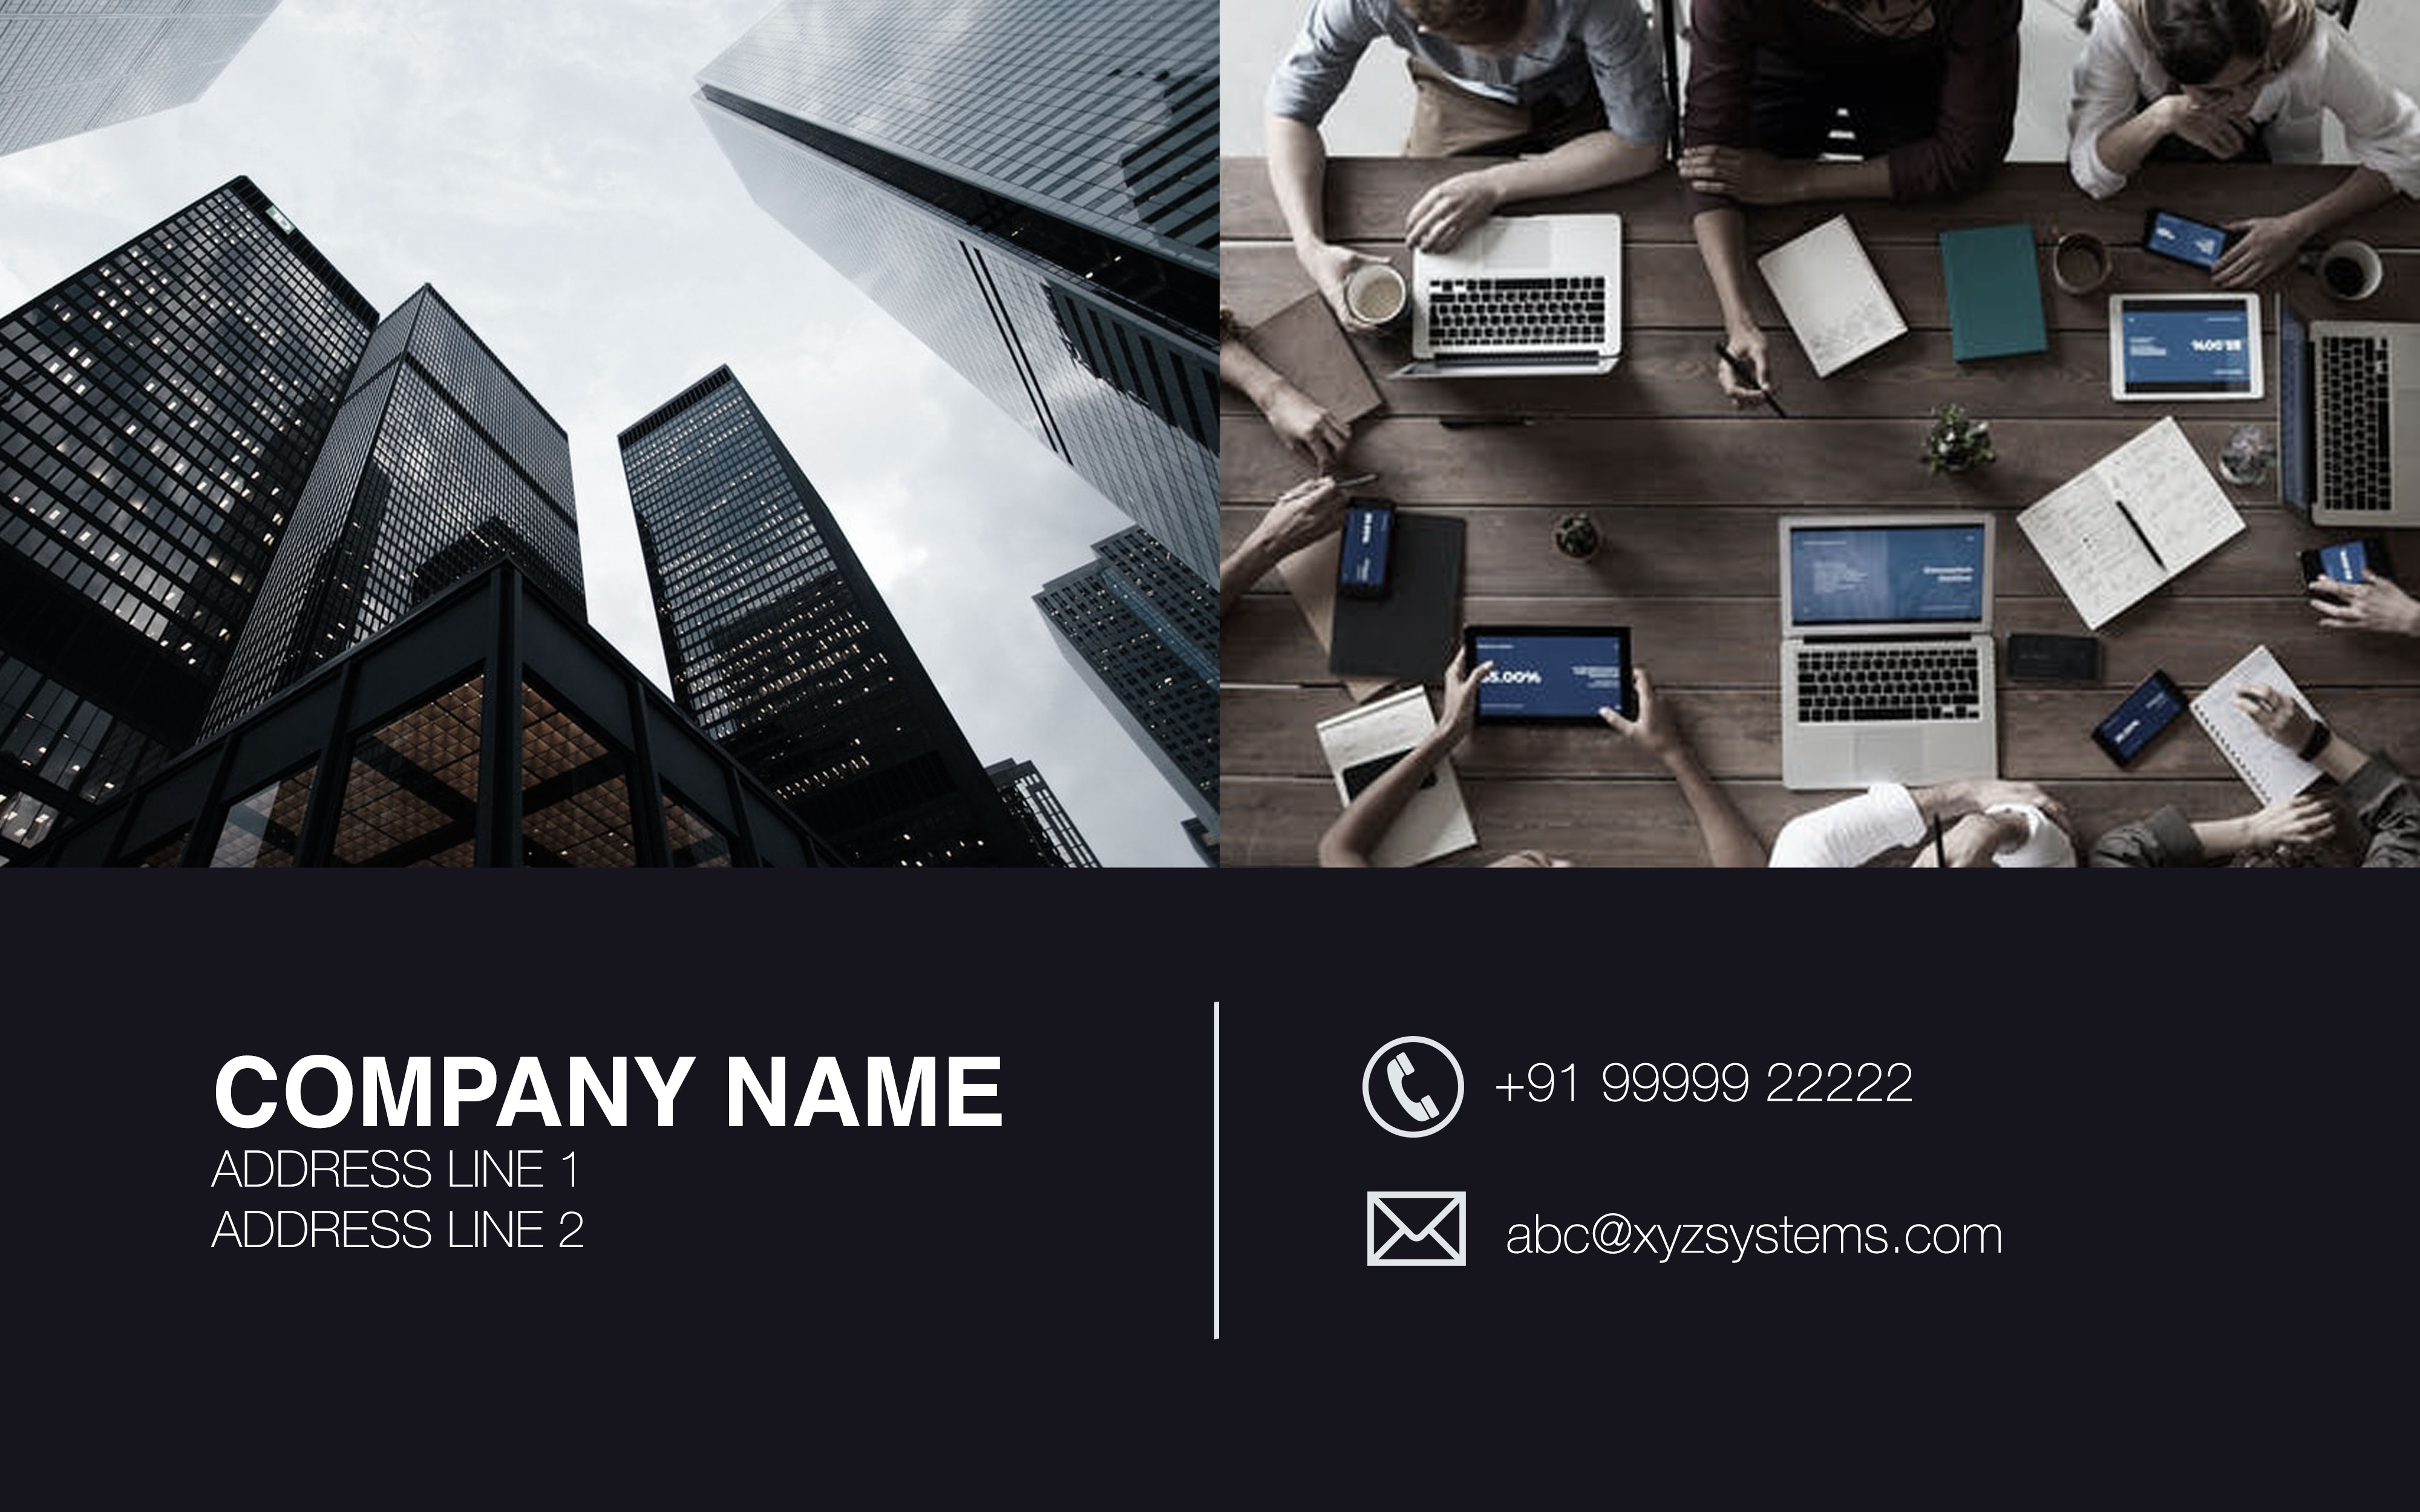 COMPANY NAME
ADDRESS LINE 1
ADDRESS LINE 2
+91 99999 22222
abc@xyzsystems.com